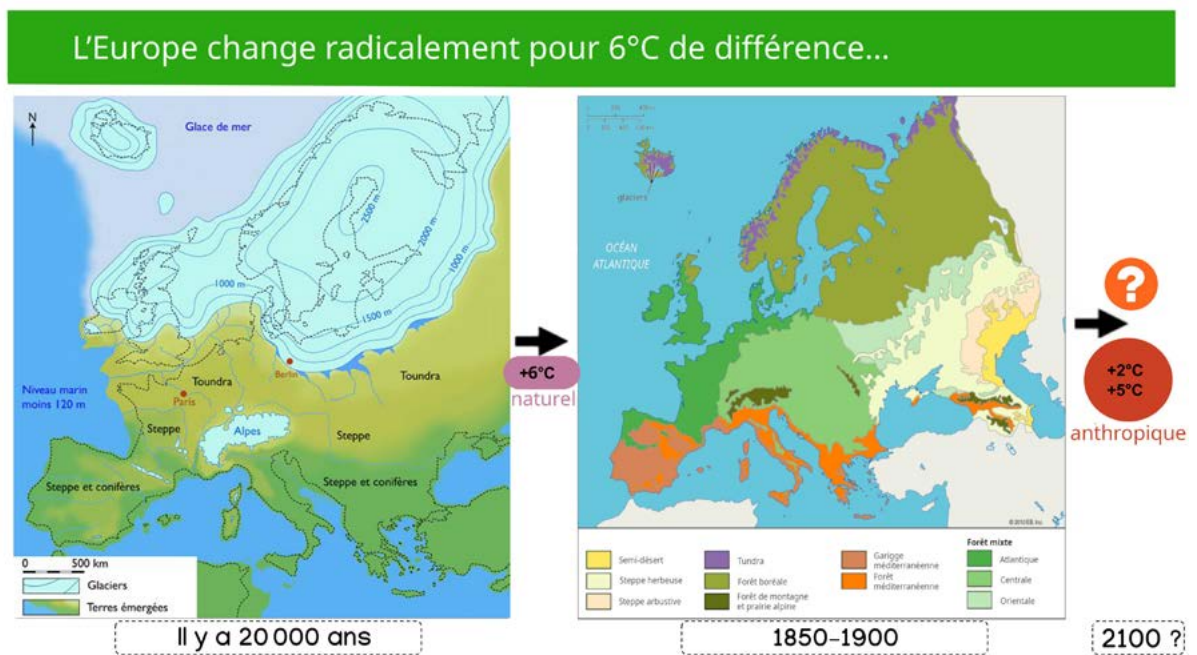 L'Europe change radicalement pour 6°C de différence...
N
Glace de mer
2500 m
2000 m
1000 m
1000 m
1500 m
Niveau marin
moins 120 m
Toundra
Berlin
Toundra
Paris
Steppe
Alpes
Steppe
Steppe et conifères
Steppe et conifères
0 500 km
Glaciers
Terres émergées
Il y a 20 000 ans
+6°C
naturel
glaciers
OCÉAN
ATLANTIQUE
Semi-désert
Steppe herbeuse
Steppe arbustive
Tundra
Forêt boréale
Forêt de montagne
et prairie alpine
Garigge
méditerranéenne
Forêt
méditerranéenne
Forêt mixte
Atlantique
Centrale
Orientale
1850-1900
?
+2°C
+5°C
anthropique
2100 ?